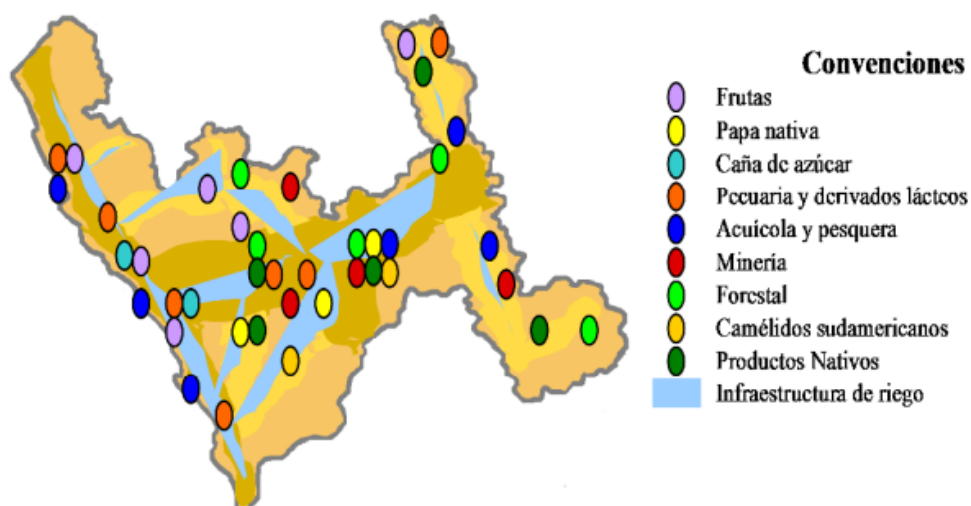 Convenciones
Frutas
Papa nativa
Caña de azúcar
Pecuaria y derivados lácteos
Acuícola y pesquera
Minería
Forestal
Camélidos sudamericanos
Productos Nativos
Infraestructura de riego